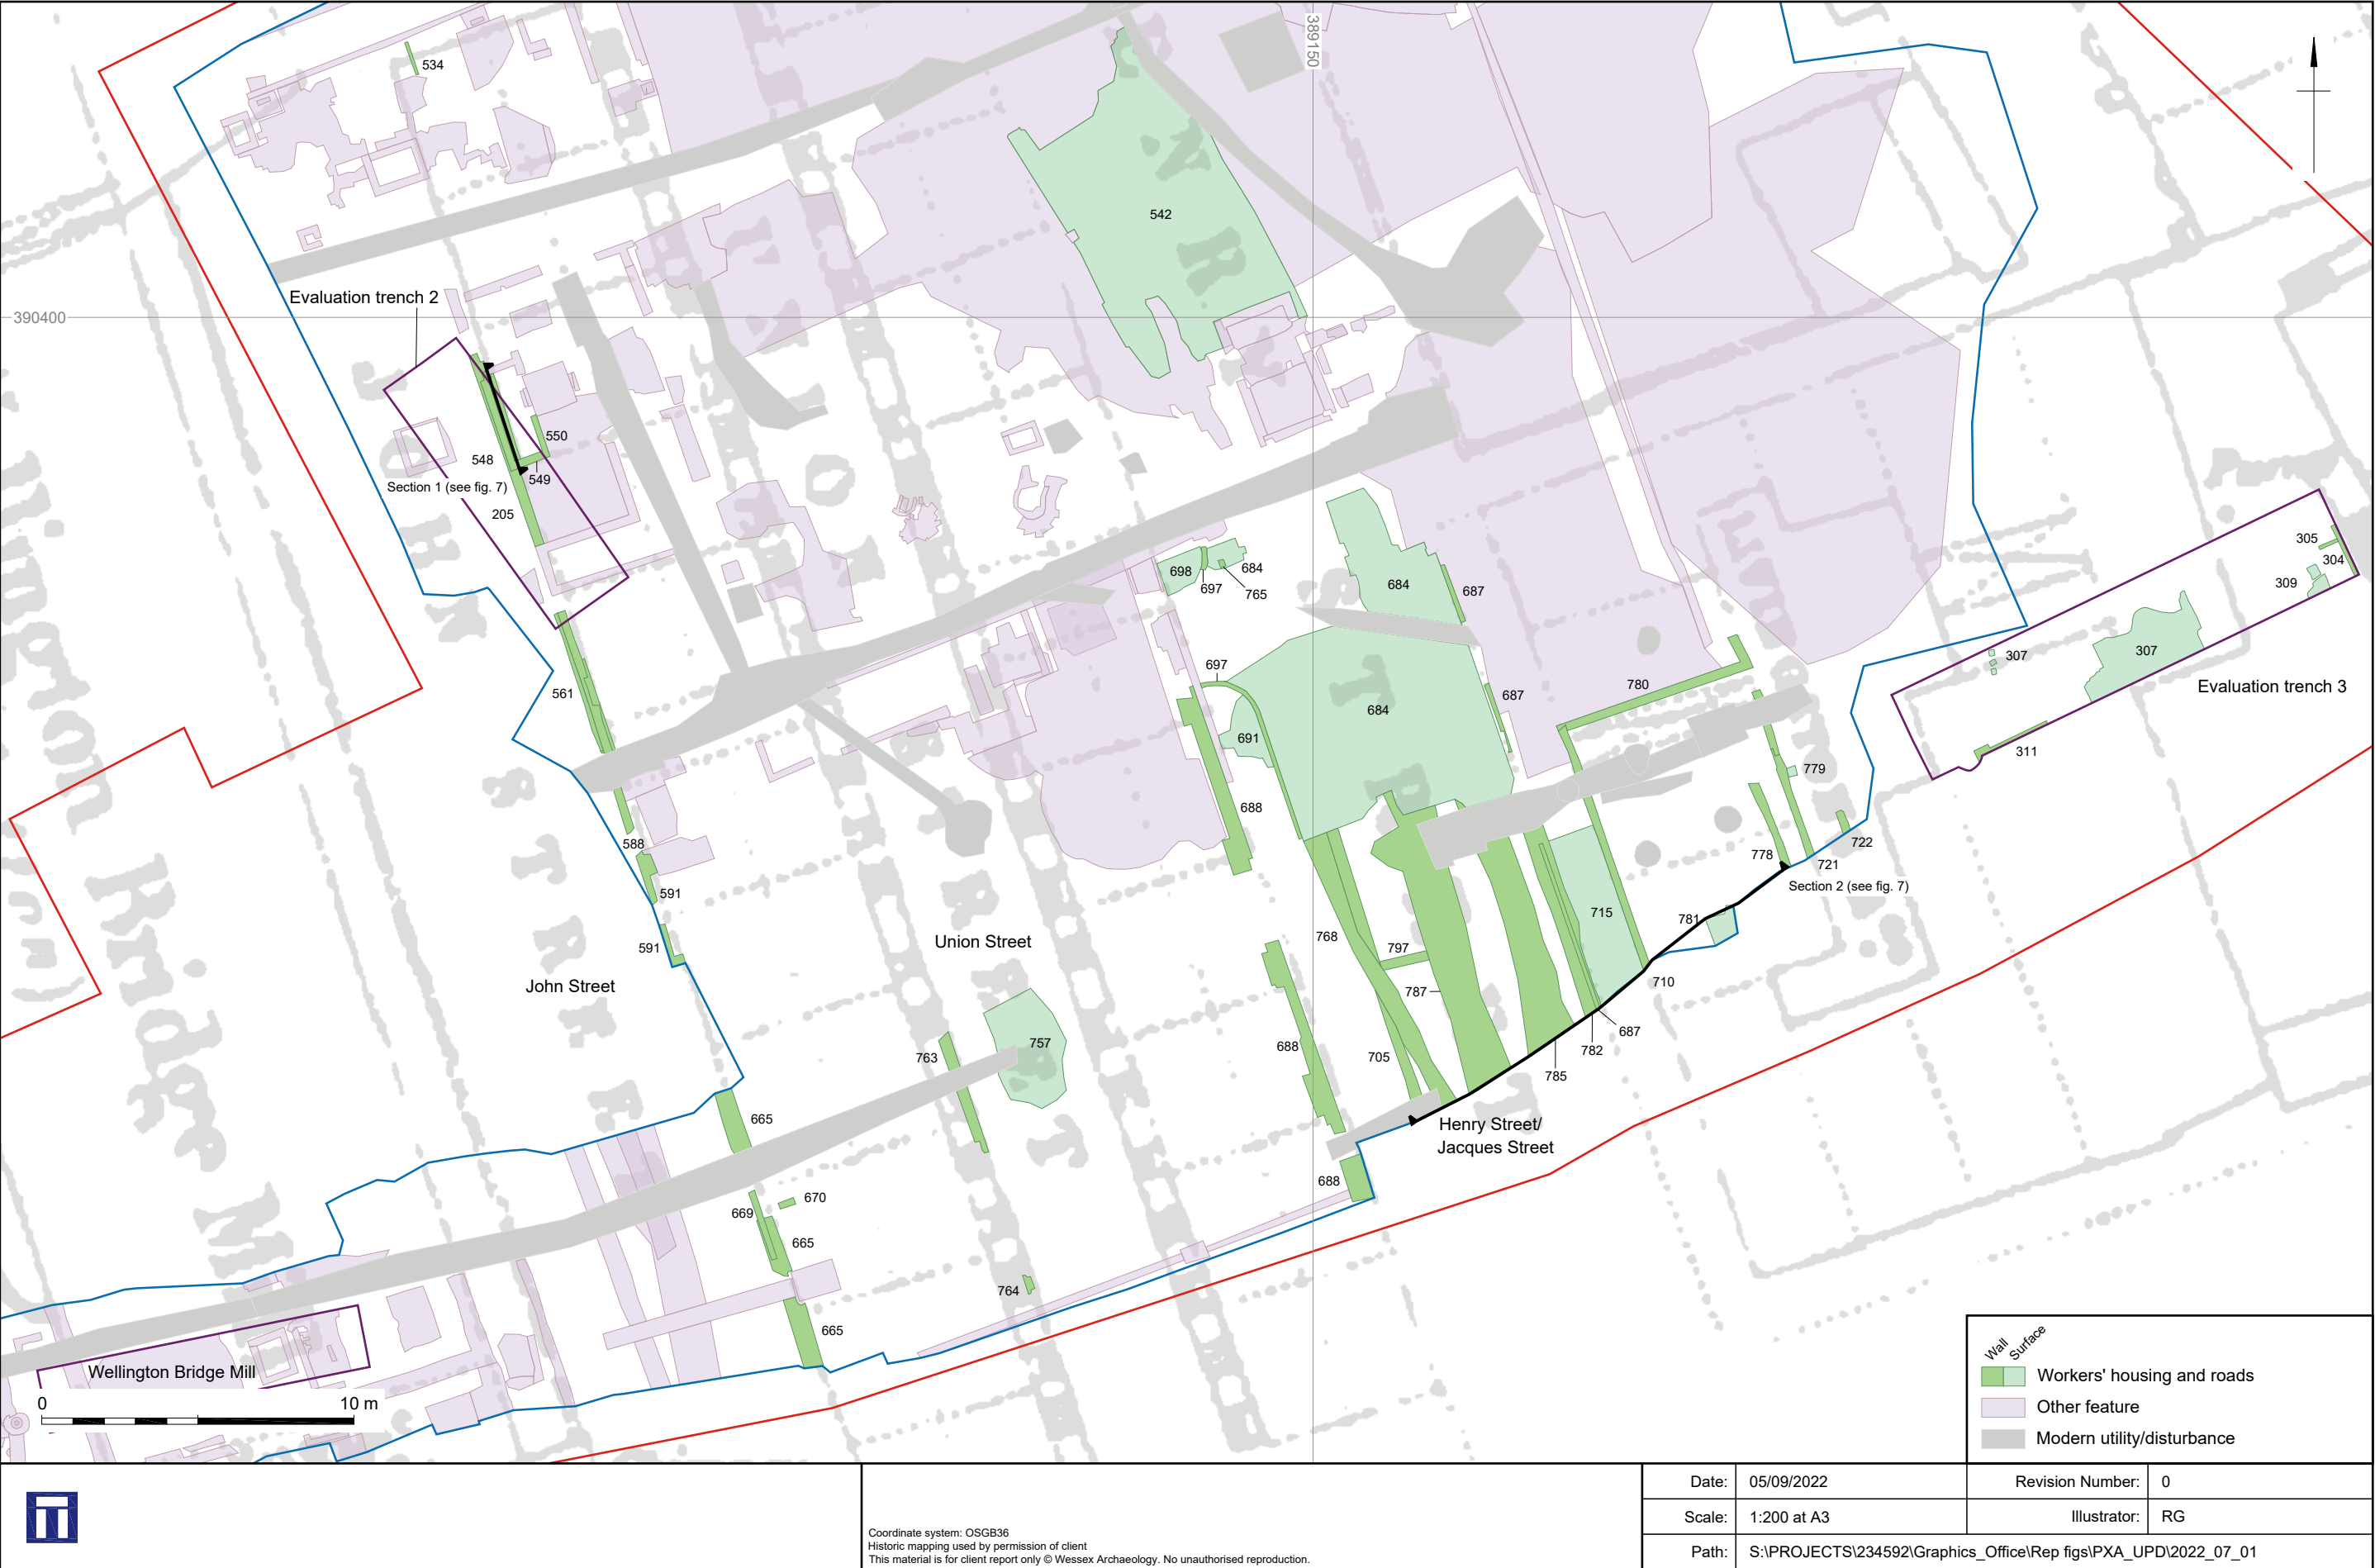 389150
534
542
Evaluation trench 2
390400
550
548
549
Section 1 (see fig. 7)
205
305
304
309
698
697
684
765
684
687
307
307
Evaluation trench 3
561
697
684
687
780
691
311
779
688
588
722
778
721
591
Section 2 (see fig. 7)
715
781
768
591
Union Street
797
710
John Street
787
687
763
757
688
705
782
785
665
Henry Street/
Jacques Street
688
670
669
665
764
665
Wellington Bridge Mill
0 10 m
JOHN
STREET
UNION
STREET
HENRY
STREET
Wall
Surface
Workers' housing and roads
Other feature
Modern utility/disturbance
Coordinate system: OSGB36
Historic mapping used by permission of client
This material is for client report only © Wessex Archaeology. No unauthorised reproduction.
Date: 05/09/2022 Revision Number: 0
Scale: 1:200 at A3 Illustrator: RG
Path: S:\PROJECTS\234592\Graphics_Office\Rep figs\PXA_UPD\2022_07_01